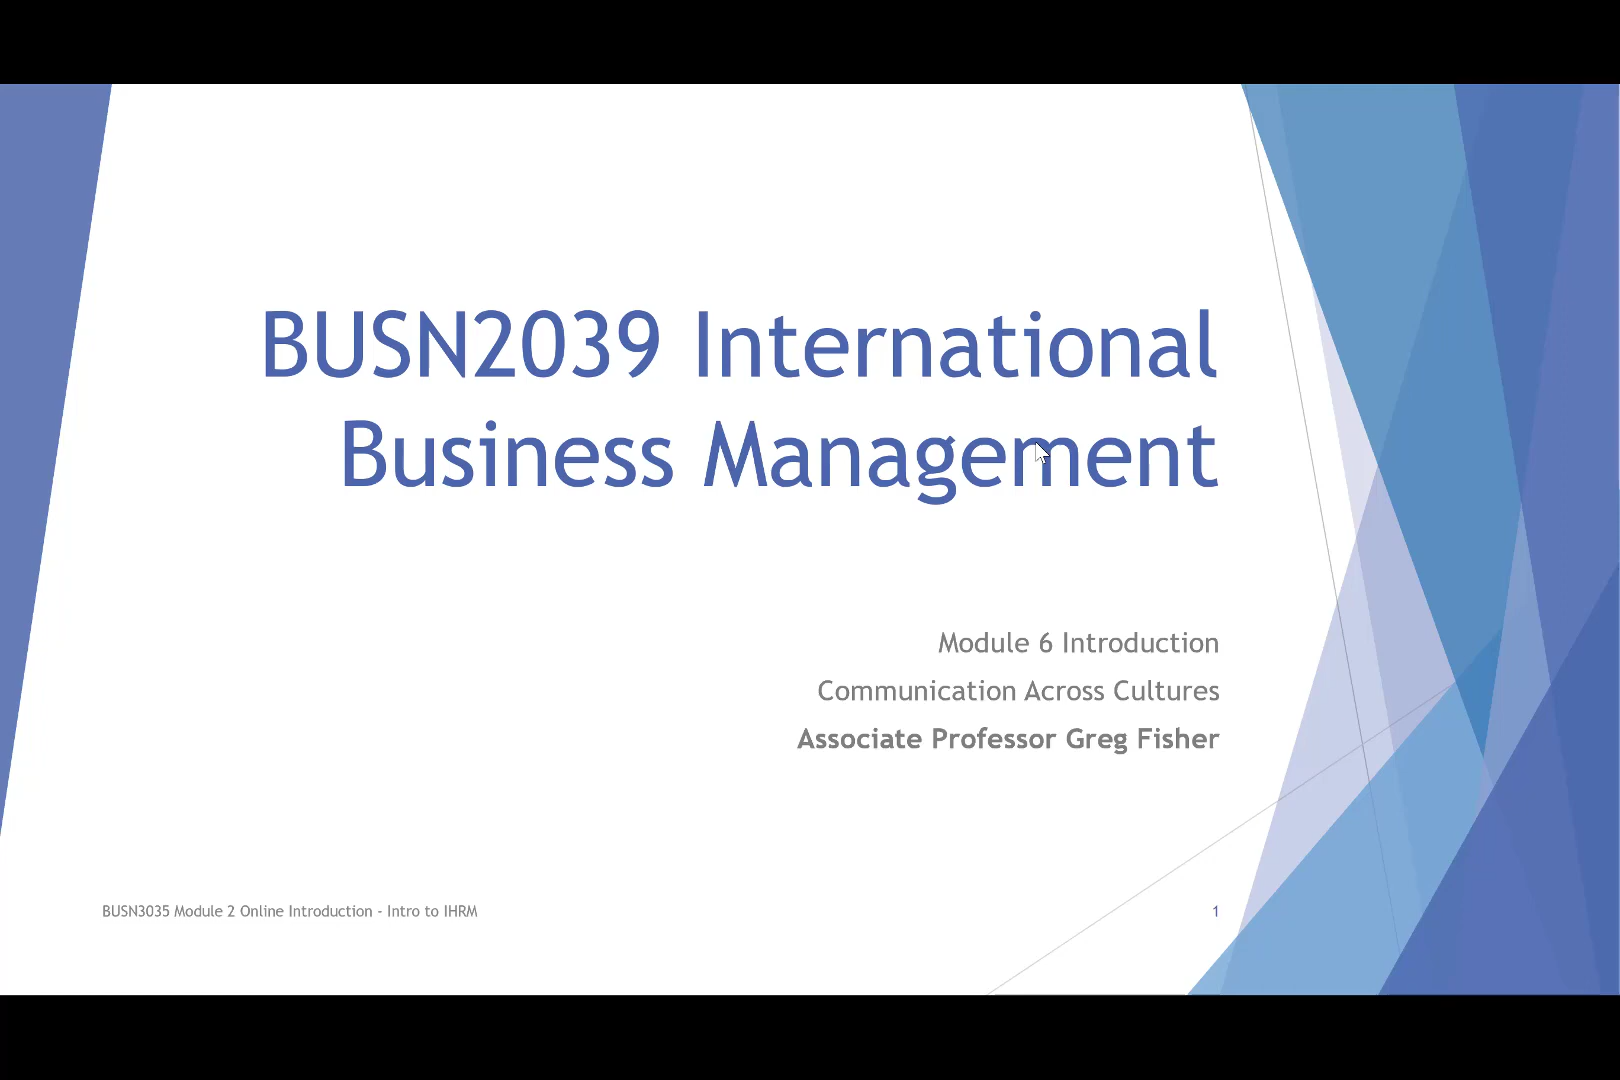 BUSN2039 International
Business Management
Module 6 Introduction
Communication Across Cultures
Associate Professor Greg Fisher
BUSN3035 Module 2 Online Introduction - Intro to IHRM
1